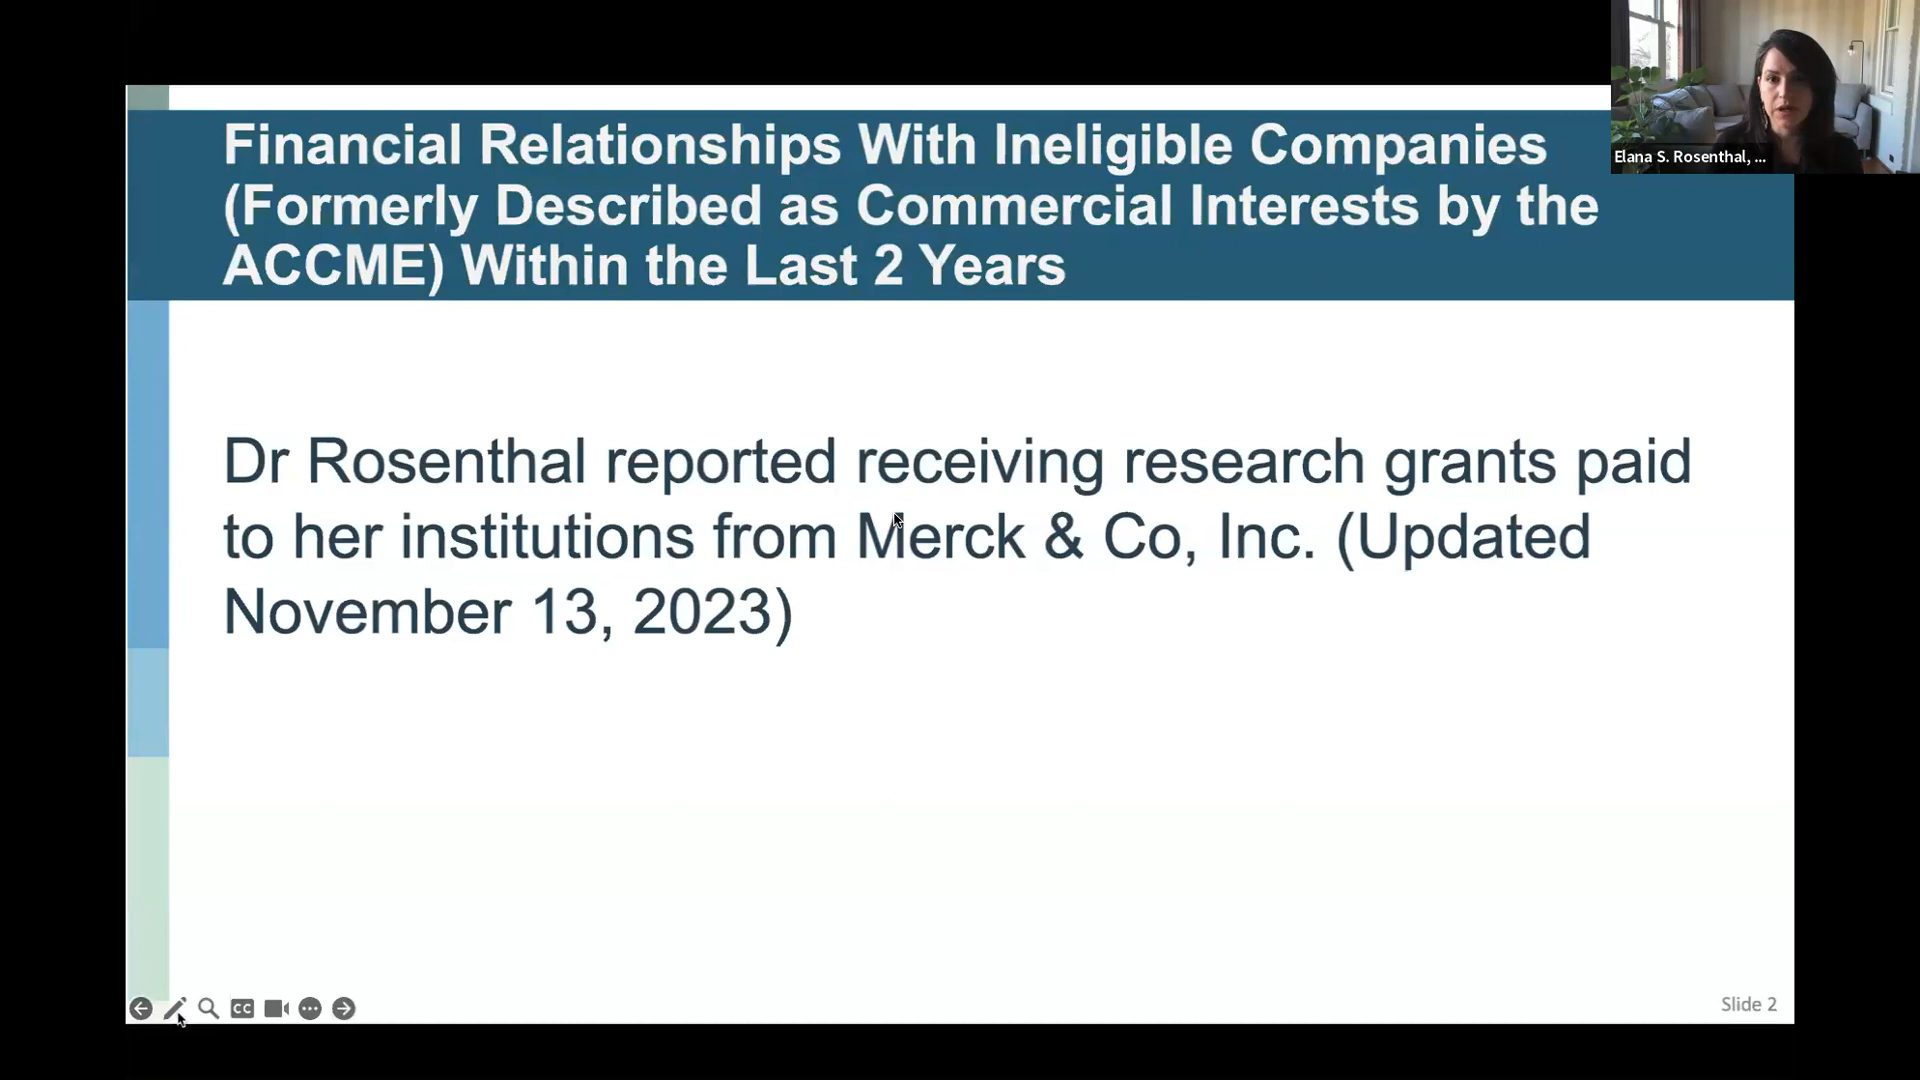 Financial Relationships With Ineligible Companies
(Formerly Described as Commercial Interests by the
ACCME) Within the Last 2 Years
Elana S. Rosenthal, ...
Dr Rosenthal reported receiving research grants paid
to her institutions from Merck & Co, Inc. (Updated
November 13, 2023)
CC
Slide 2